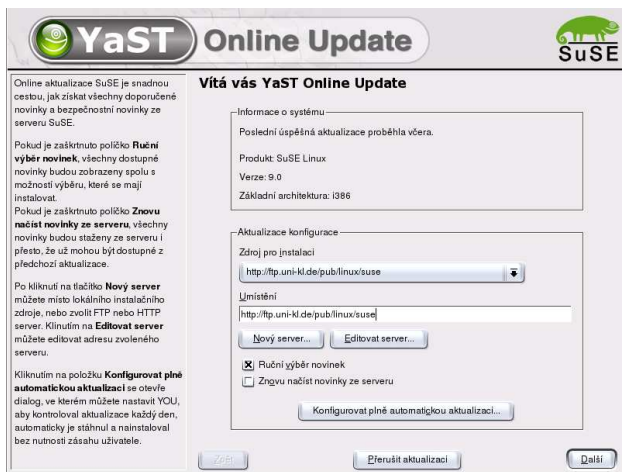 YaST Online Update
SuSE
Online aktualizace SuSE je snadnou
cestou, jak získat všechny doporučené
novinky a bezpečnostní novinky ze
serveru SuSE.
Pokud je zaškrtnuto políčko Ruční
výběr novinek, všechny dostupné
novinky budou zobrazeny spolu s
možností výběru, které se mají
instalovat.
Pokud je zaškrtnuto políčko Znovu
načíst novinky ze serveru, všechny
novinky budou staženy ze serveru i
přesto, že už mohou být dostupné z
předchozí aktualizace.
Po kliknutí na tlačítko Nový server
můžete místo lokálního instalačního
zdroje, nebo zvolit FTP nebo HTTP
server. Klinutím na Editovat server
můžete editovat adresu zvoleného
serveru.
Kliknutím na položku Konfigurovat plně
automatickou aktualizaci se otevře
dialog, ve kterém můžete nastavit YOU,
aby kontroloval aktualizace každý den,
automaticky je stáhnul a nainstaloval
bez nutnosti zásahu uživatele.
Vítá vás YaST Online Update
Informace o systému
Poslední úspěšná aktualizace proběhla včera.
Produkt: SuSE Linux
Verze: 9.0
Základní architektura: i386
Aktualizace konfigurace
Zdroj pro instalaci
http://ftp.uni-kl.de/pub/linux/suse
Umístění
http://ftp.uni-kl.de/pub/linux/suse
Nový server... Editovat server...
Ruční výběr novinek
Znovu načíst novinky ze serveru
Konfigurovat plně automatickou aktualizaci...
Zpět Přerušit aktualizaci Další